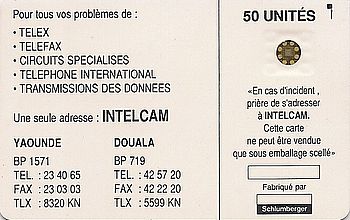 Pour tous vos problèmes de :
• TELEX
• TELEFAX
• CIRCUITS SPECIALISES
• TELEPHONE INTERNATIONAL
• TRANSMISSIONS DES DONNEES
Une seule adresse : INTELCAM
YAOUNDE DOUALA
BP 1571 BP 719
TEL. : 23 40 65 TEL. : 42 57 20
FAX : 23 03 03 FAX : 42 22 20
TLX : 8320 KN TLX : 5599 KN
50 UNITÉS
«En cas d'incident,
prière de s'adresser
à INTELCAM.
Cette carte
ne peut être vendue
que sous emballage scellé»
Fabriqué par
Schlumberger